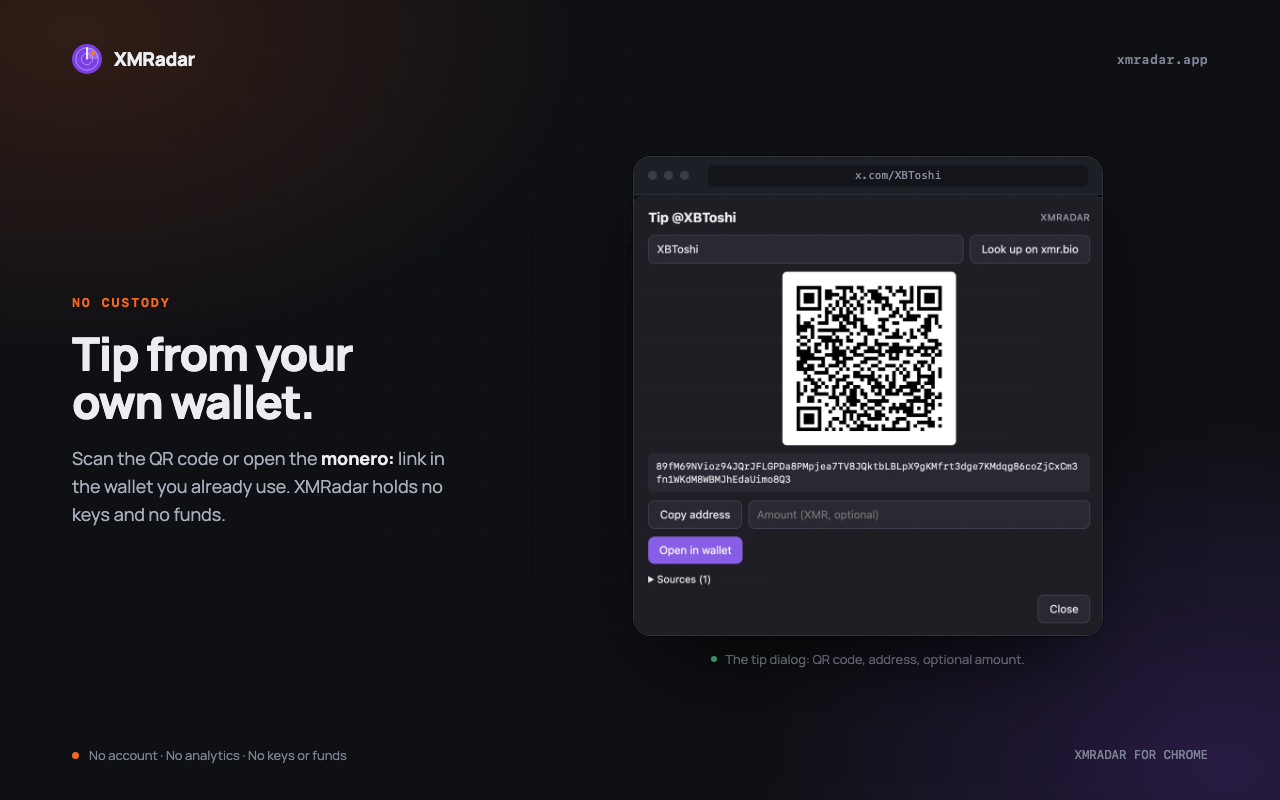 XMRadar
xmradar.app
NO CUSTODY
Tip from your
own wallet.
Scan the QR code or open the monero: link in
the wallet you already use. XMRadar holds no
keys and no funds.
x.com/XBToshi
Tip @XBToshi
XMRADAR
XBToshi
Look up on xmr.bio
89fM69NVioz94JQrJFLGPDa8PMpjea7TV8JQktbLBLpX9gKMfrt3dge7KMdqg86coZjCxCm3
fn1WKdM8WBMJhEdaUimo8Q3
Copy address
Amount (XMR, optional)
Open in wallet
▶ Sources (1)
Close
The tip dialog: QR code, address, optional amount.
No account · No analytics · No keys or funds
XMRADAR FOR CHROME